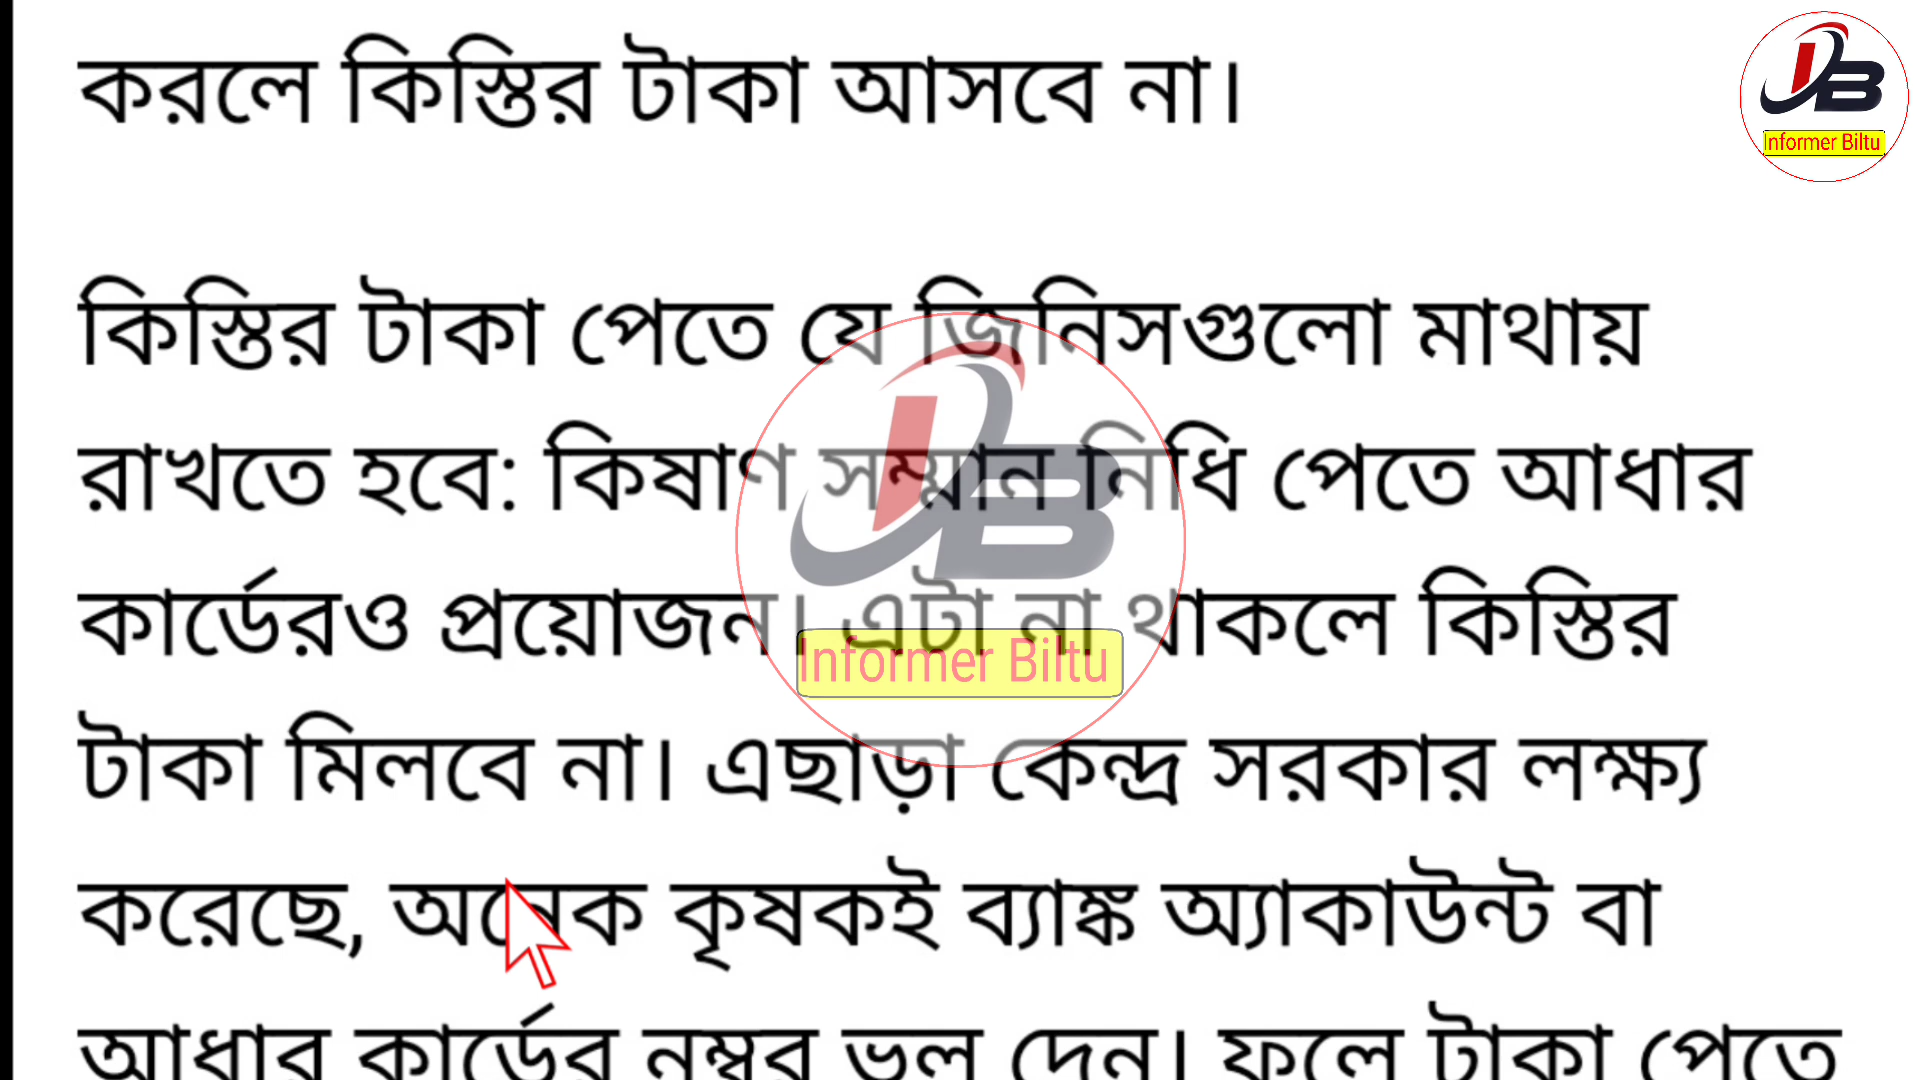 করলে কিস্তির টাকা আসবে না।
nformer Biltu
কিস্তির টাকা পেতে যে জিনিসগুলো মাথায়
রাখতে হবে: কিষাণ সম্মান নিধি পেতে আধার
কার্ডেরও প্রয়োজন। এটা না থাকলে কিস্তির
Informer Biltu
টাকা মিলবে না। এছাড়া কেন্দ্র সরকার লক্ষ্য
করেছে, অনেক কৃষকই ব্যাঙ্ক অ্যাকাউন্ট বা
আধার কার্ডের নম্বর ভুল দেন। ফলে টাকা পেতে